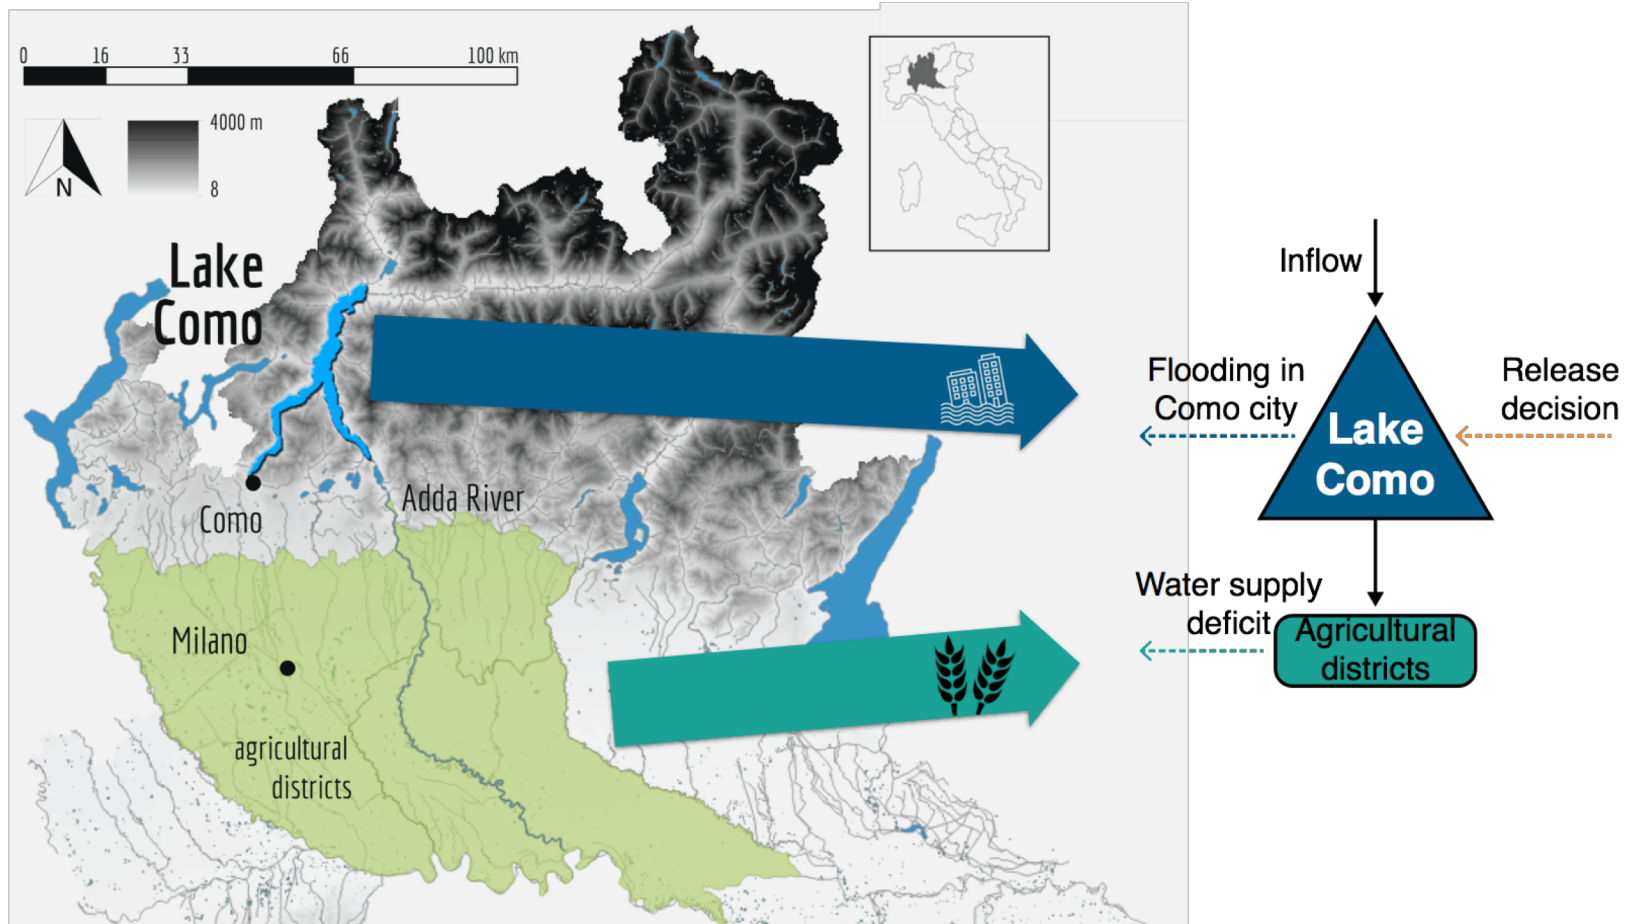 0 16 33 66 100 km
4000 m
8
N
Lake
Como
Como
Adda River
Milano
agricultural
districts
Inflow
Flooding in
Como city
Release
decision
Lake
Como
Water supply
deficit
Agricultural
districts